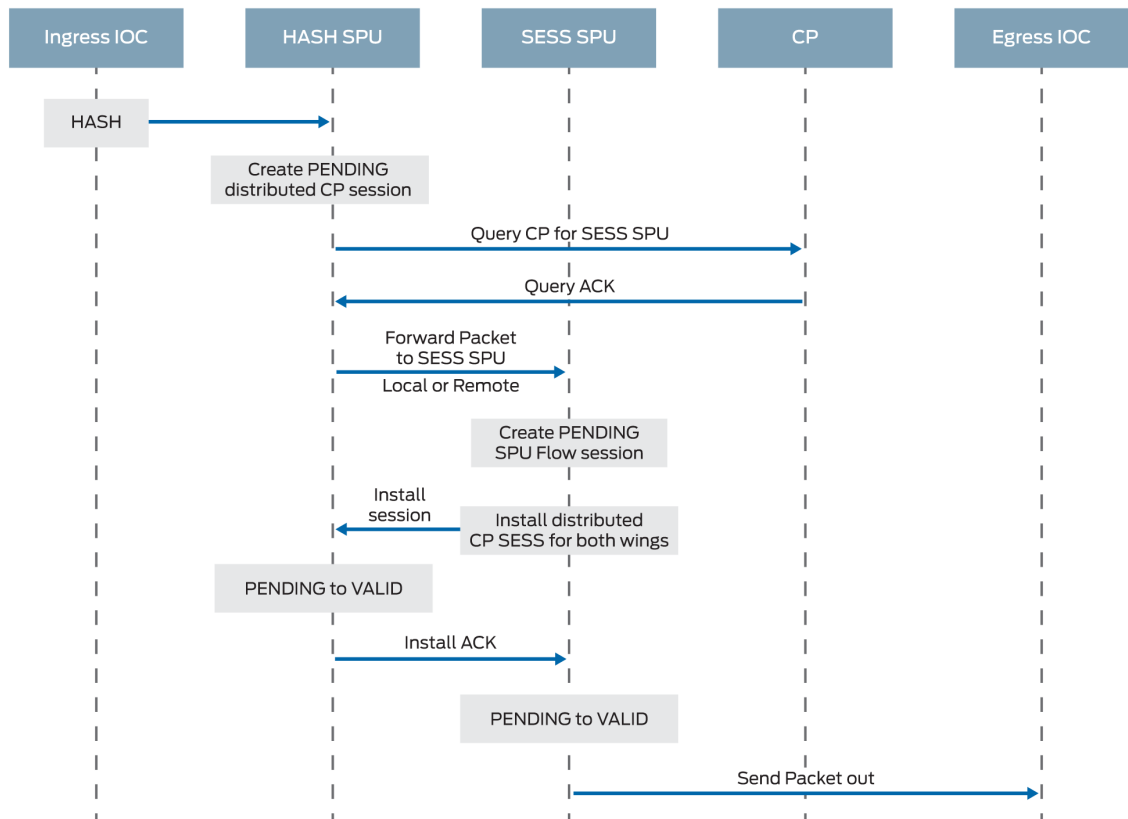 Ingress IOC
HASH SPU
SESS SPU
CP
Egress IOC
HASH
Create PENDING
distributed CP session
Query CP for SESS SPU
Query ACK
Forward Packet
to SESS SPU
Local or Remote
Create PENDING
SPU Flow session
Install
session
Install distributed
CP SESS for both wings
PENDING to VALID
Install ACK
PENDING to VALID
Send Packet out